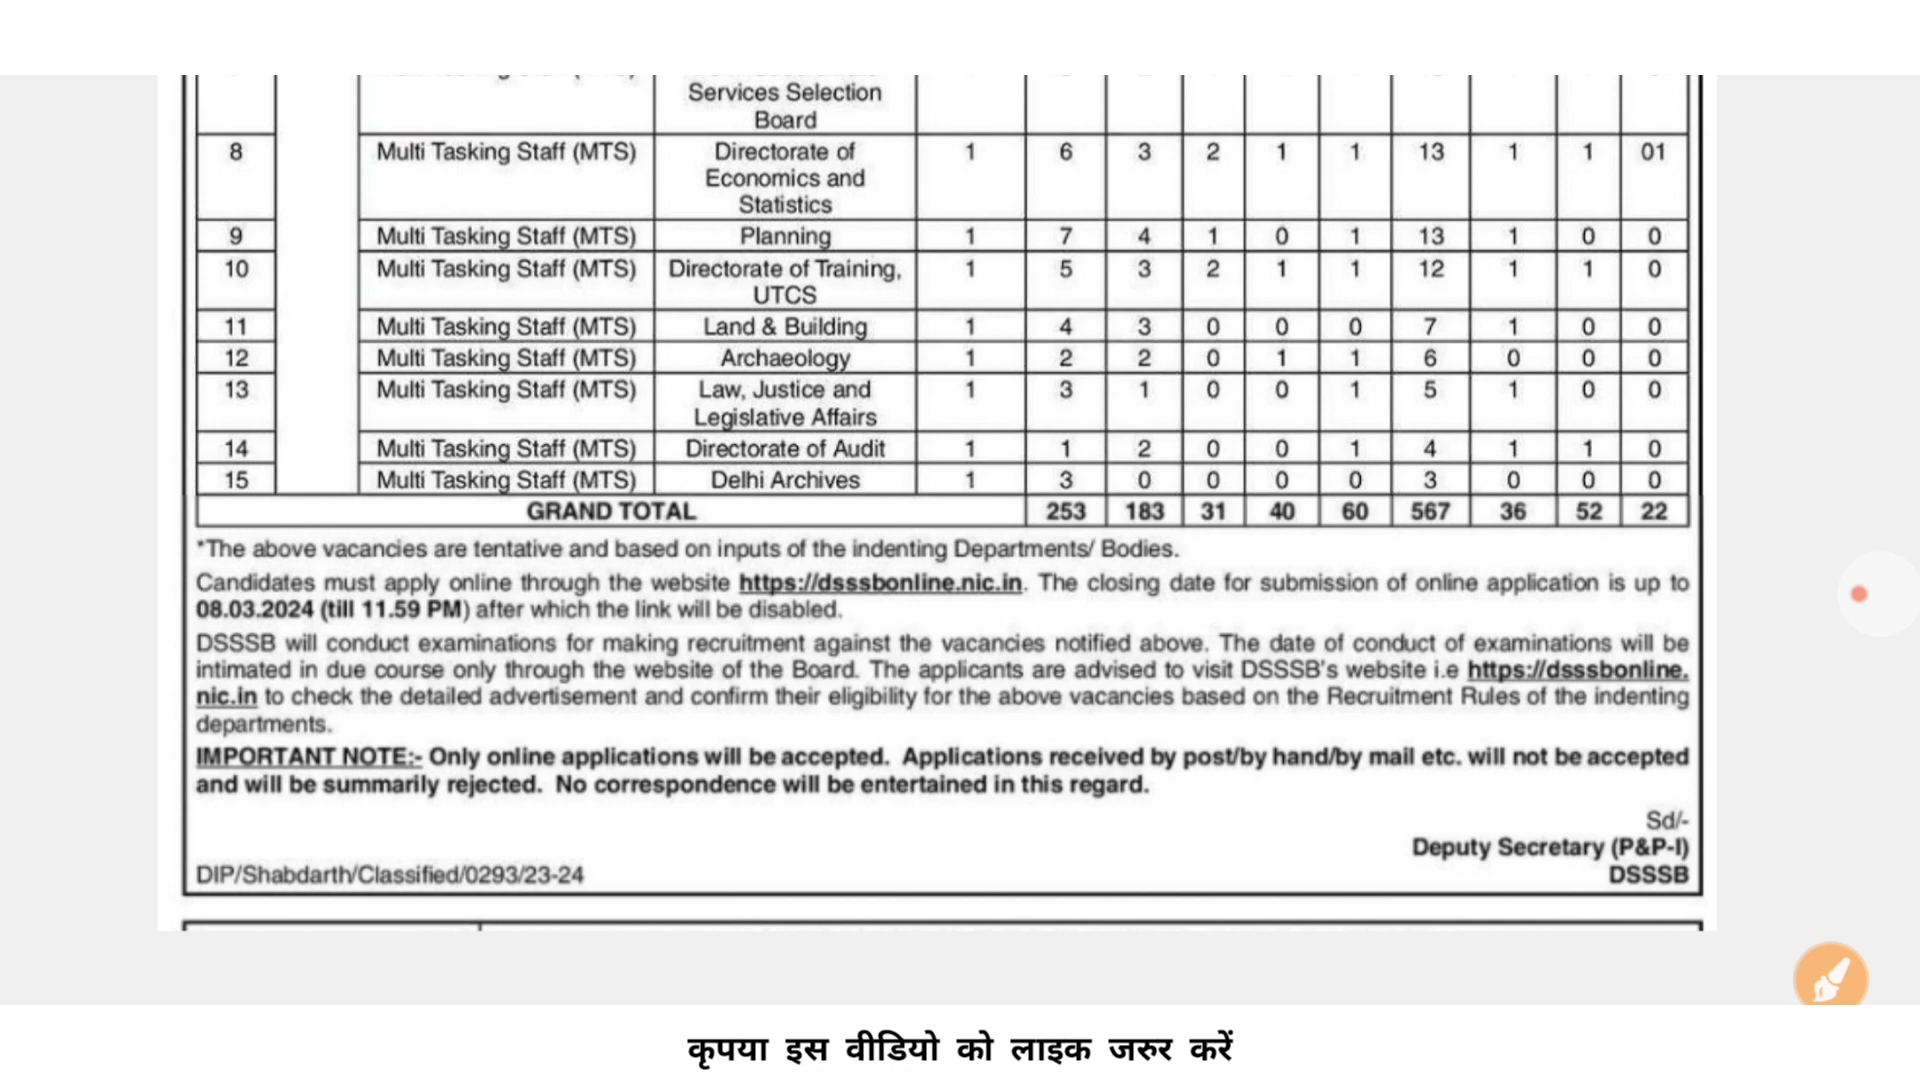 Services Selection
Board
8 Multi Tasking Staff (MTS) Directorate of 1 6 3 2 1 1 13 1 1 01
Economics and
Statistics
9 Multi Tasking Staff (MTS) Planning 1 7 4 1 0 1 13 1 0 0
10 Multi Tasking Staff (MTS) Directorate of Training, 1 5 3 2 1 1 12 1 1 0
UTCS
11 Multi Tasking Staff (MTS) Land & Building 1 4 3 0 0 0 7 1 0 0
12 Multi Tasking Staff (MTS) Archaeology 1 2 2 0 1 1 6 0 0 0
13 Multi Tasking Staff (MTS) Law, Justice and 1 3 1 0 0 1 5 1 0 0
Legislative Affairs
14 Multi Tasking Staff (MTS) Directorate of Audit 1 1 2 0 0 1 4 1 1 0
15 Multi Tasking Staff (MTS) Delhi Archives 1 3 0 0 0 0 3 0 0 0
GRAND TOTAL 253 183 31 40 60 567 36 52 22
*The above vacancies are tentative and based on inputs of the indenting Departments/ Bodies.
Candidates must apply online through the website https://dsssbonline.nic.in. The closing date for submission of online application is up to
08.03.2024 (till 11.59 PM) after which the link will be disabled.
DSSSB will conduct examinations for making recruitment against the vacancies notified above. The date of conduct of examinations will be
intimated in due course only through the website of the Board. The applicants are advised to visit DSSSB's website i.e https://dsssbonline.
nic.in to check the detailed advertisement and confirm their eligibility for the above vacancies based on the Recruitment Rules of the indenting
departments.
IMPORTANT NOTE:- Only online applications will be accepted. Applications received by post/by hand/by mail etc. will not be accepted
and will be summarily rejected. No correspondence will be entertained in this regard.
Sd/-
Deputy Secretary (P&P-I)
DIP/Shabdarth/Classified/0293/23-24 DSSSB
कृपया इस वीडियो को लाइक जरुर करें